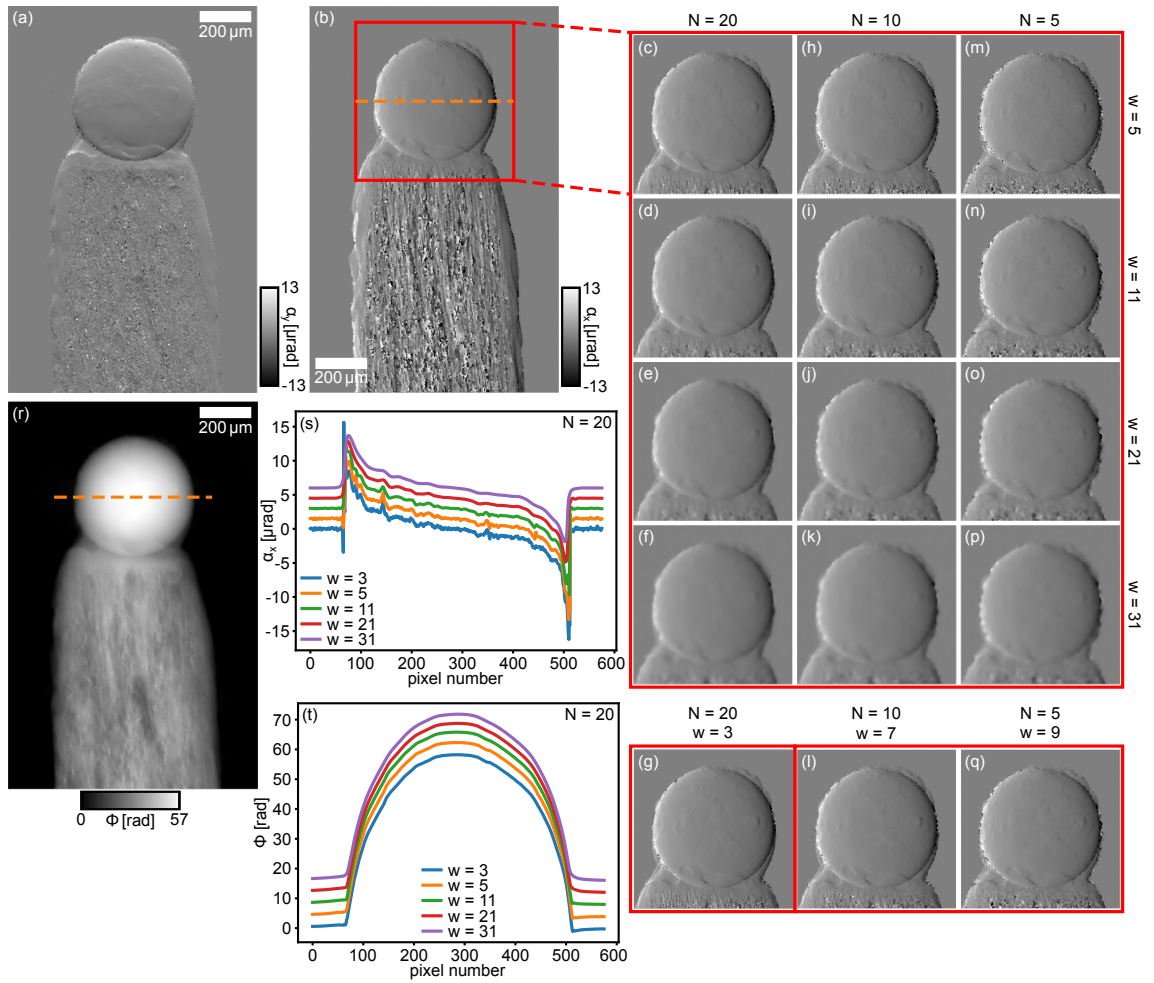 (a)
200 µm
13
αy [µrad]
-13
(b)
200 µm
13
αx [µrad]
-13
N = 20
N = 10
N = 5
(c)
(h)
(m)
w = 5
(d)
(i)
(n)
w = 11
(e)
(j)
(o)
w = 21
(f)
(k)
(p)
w = 31
(r)
200 µm
0
Φ [rad]
57
(s)
N = 20
15
10
5
0
-5
-10
-15
αx [µrad]
w = 3
w = 5
w = 11
w = 21
w = 31
0
100
200
300
400
500
600
pixel number
(t)
N = 20
70
60
50
40
30
20
10
0
Φ [rad]
w = 3
w = 5
w = 11
w = 21
w = 31
0
100
200
300
400
500
600
pixel number
N = 20
w = 3
N = 10
w = 7
N = 5
w = 9
(g)
(l)
(q)